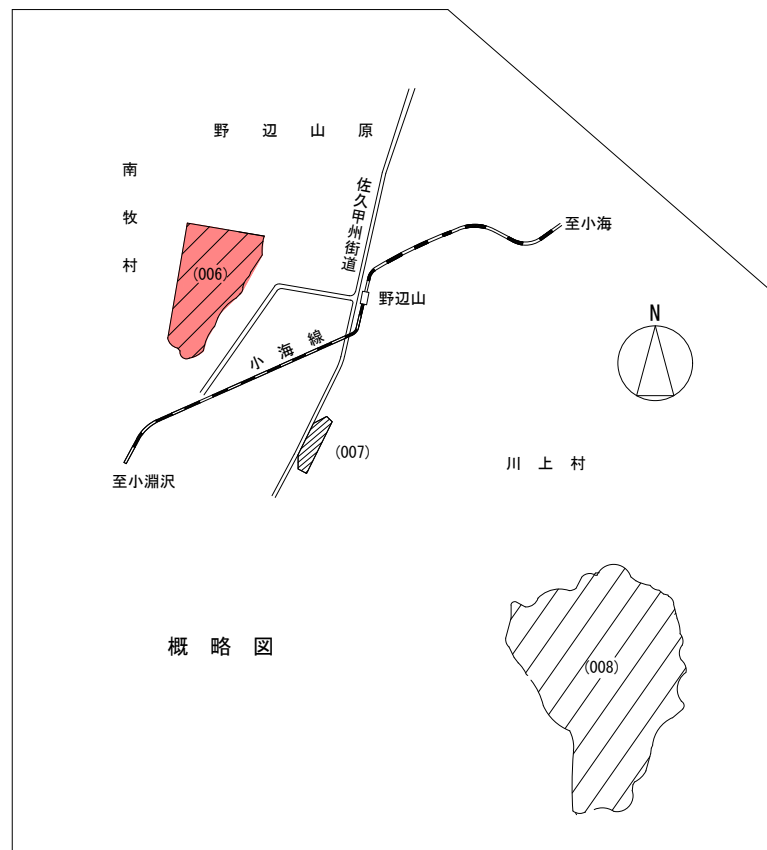 野辺山原
佐久甲州街道
南牧村
至小海
(006)
野辺山
N
小海線
(007)
川上村
至小淵沢
概略図
(008)